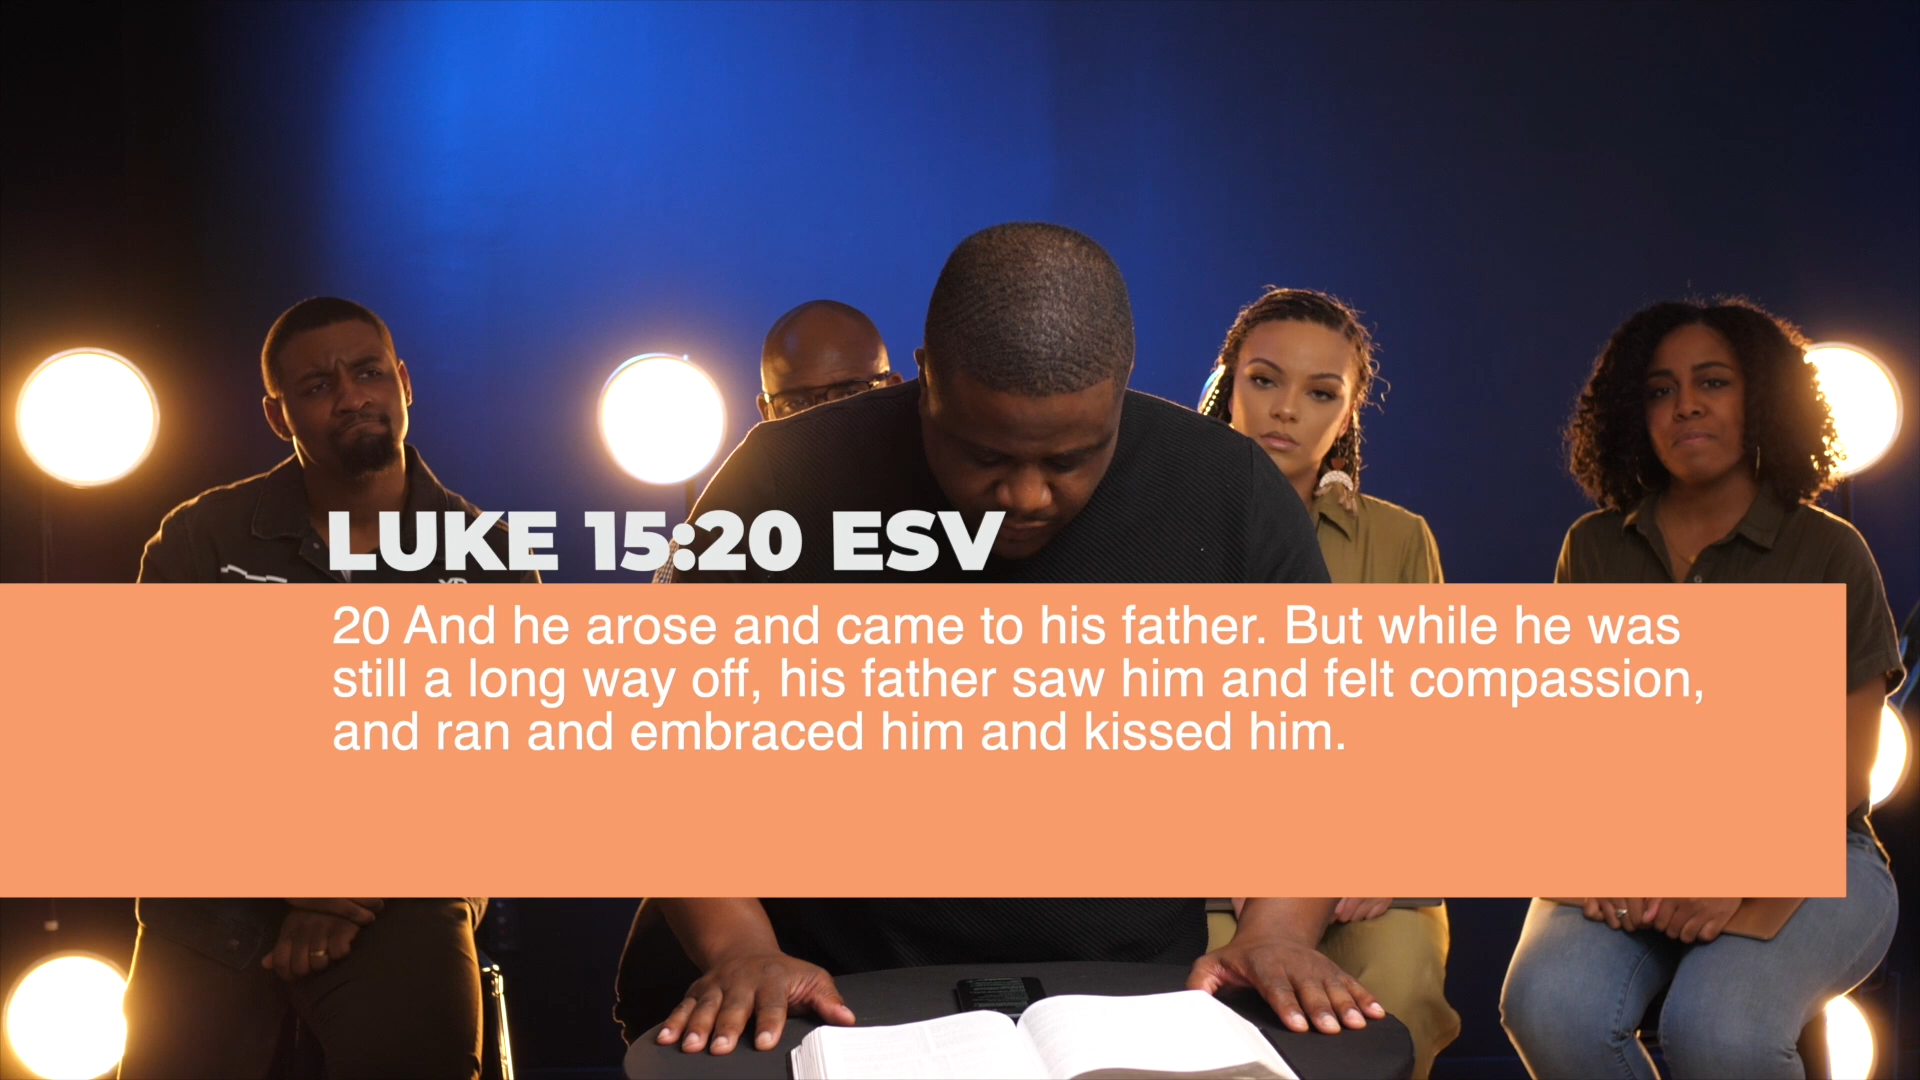 LUKE 15:20 ESV
20 And he arose and came to his father. But while he was
still a long way off, his father saw him and felt compassion,
and ran and embraced him and kissed him.